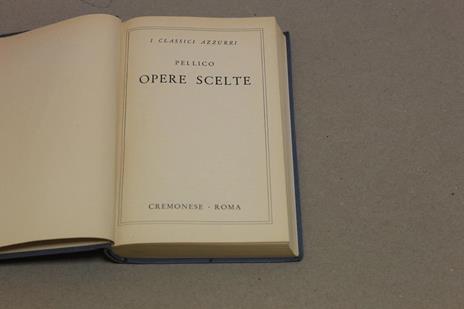 I CLASSICI AZZURRI
PELLICO
OPERE SCELTE
CREMONESE - ROMA